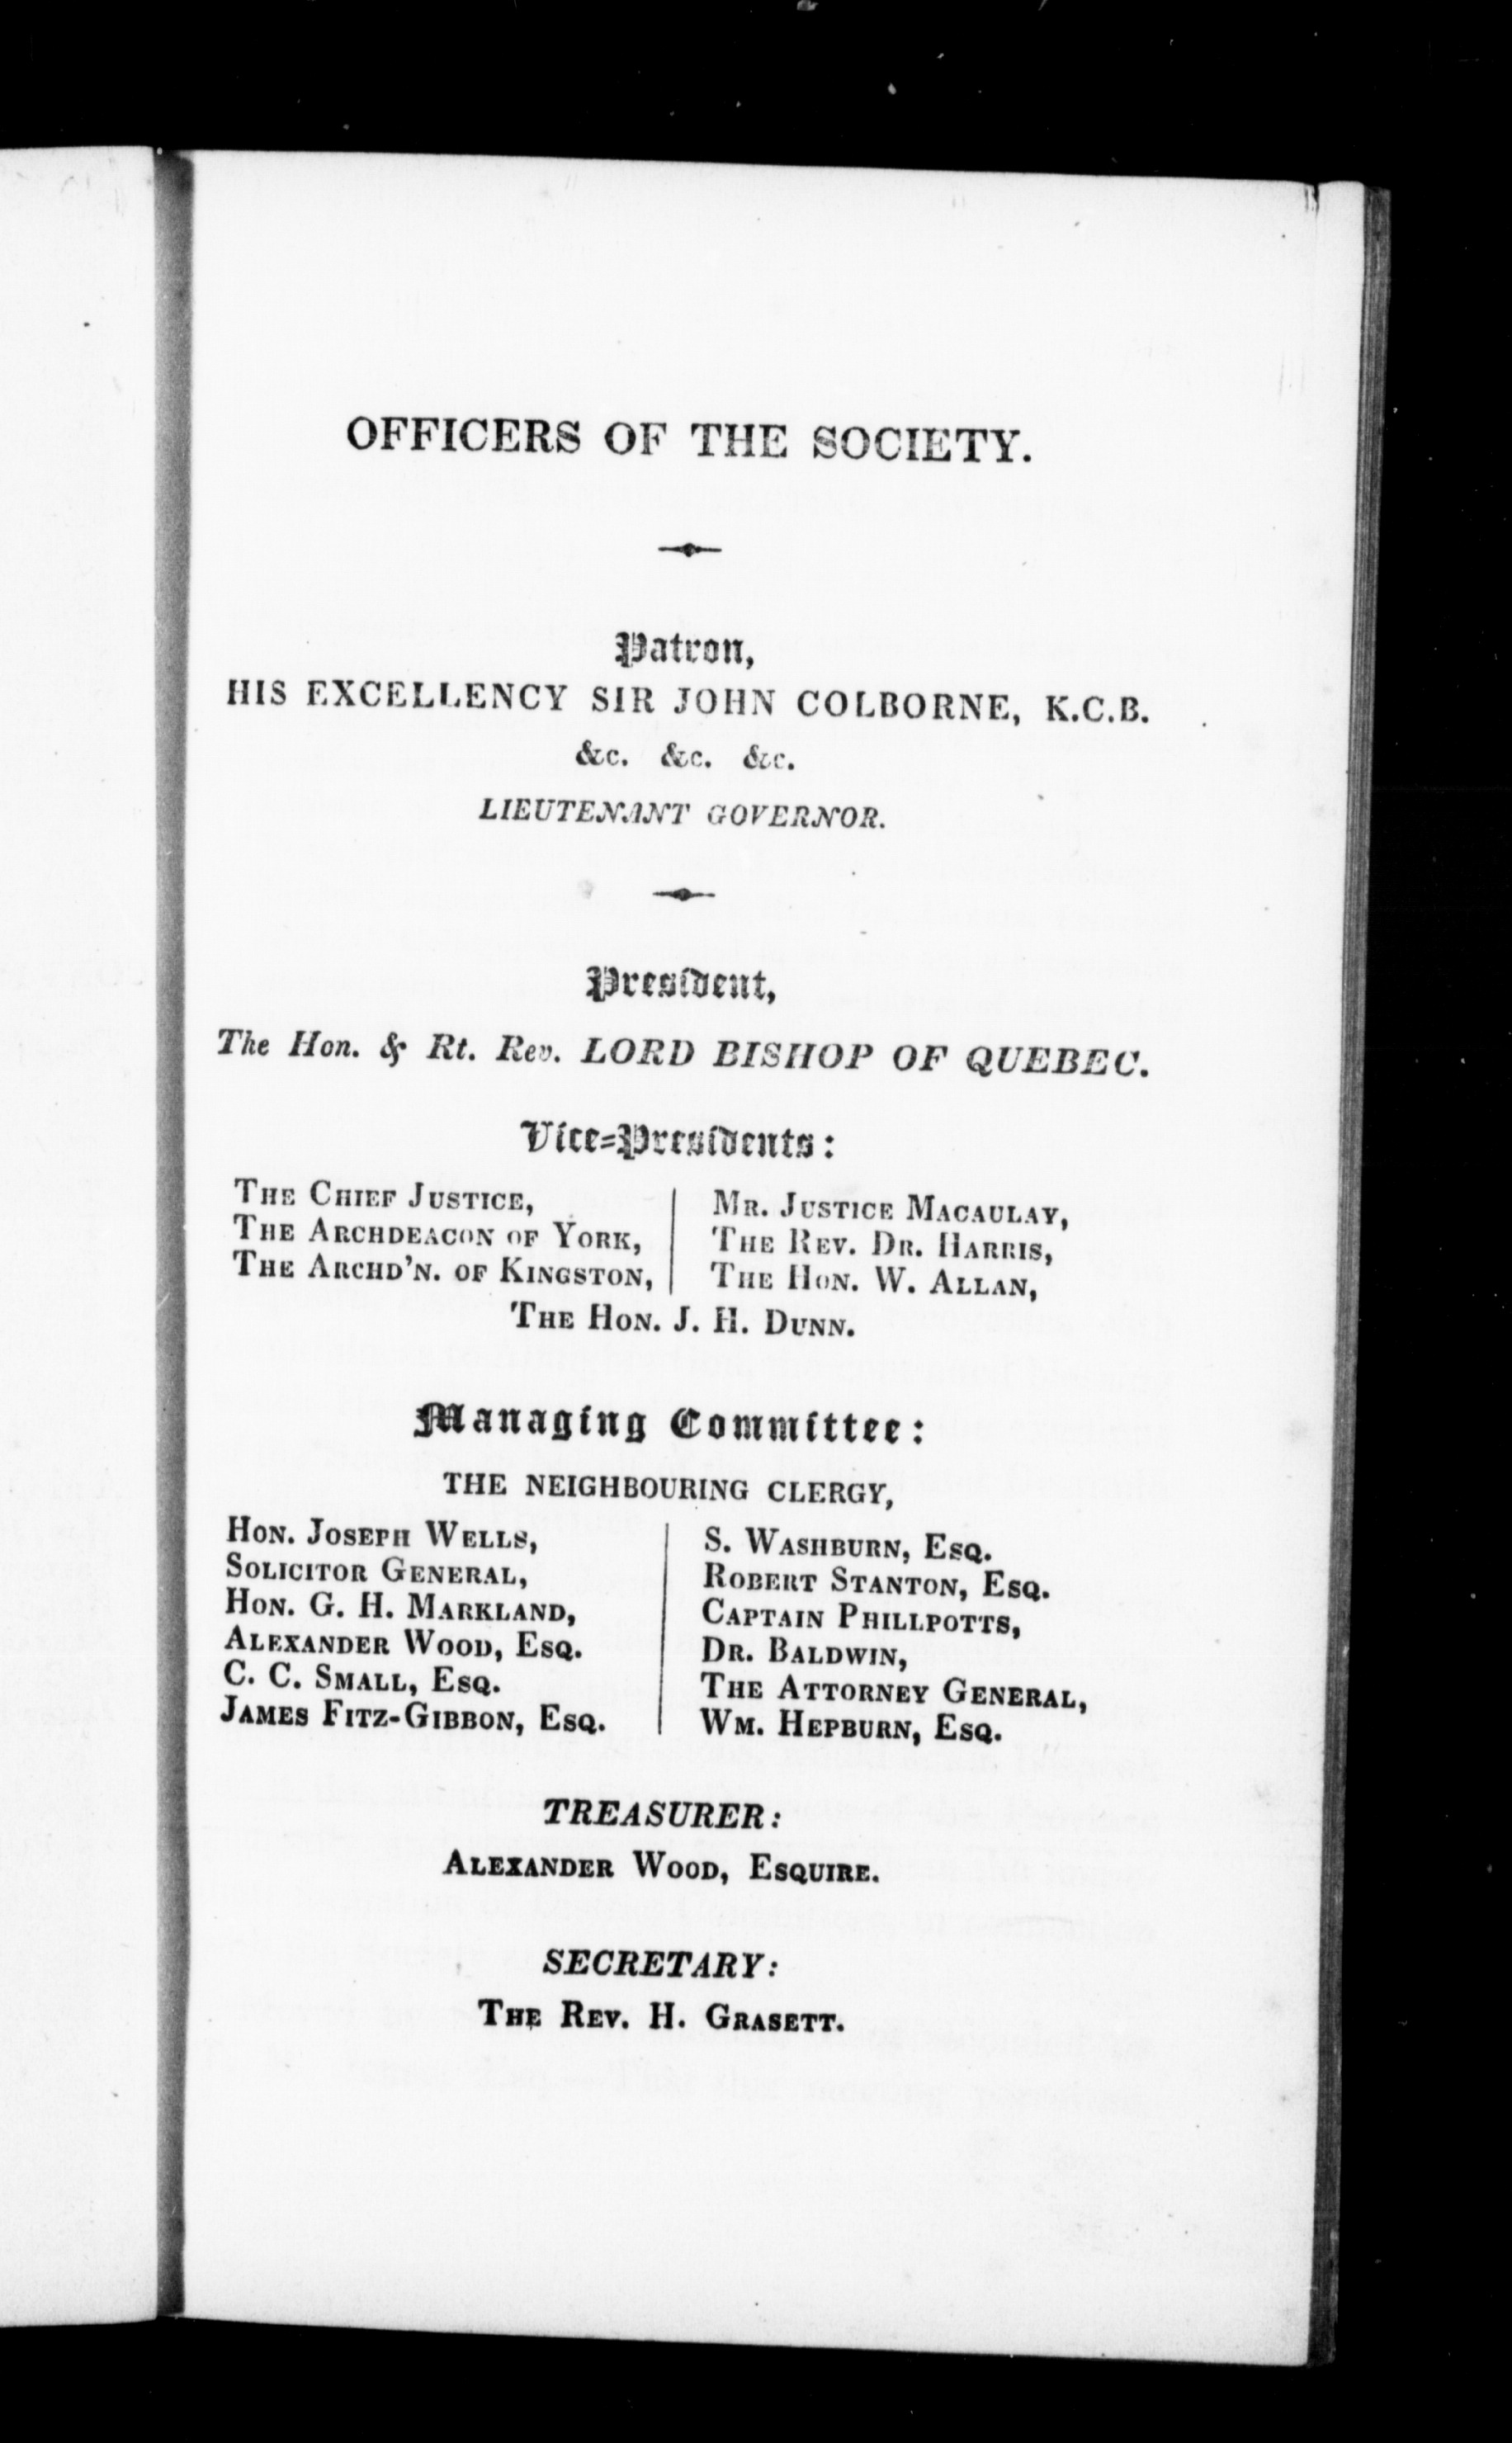 OFFICERS OF THE SOCIETY.
Patron,
HIS EXCELLENCY SIR JOHN COLBORNE, K.C.B.
&c. &c. &c.
LIEUTENANT GOVERNOR.
President,
The Hon. & Rt. Rev. LORD BISHOP OF QUEBEC.
Vice-Presidents:
THE CHIEF JUSTICE,
THE ARCHDEACON OF YORK,
THE ARCHD'N. OF KINGSTON,
MR. JUSTICE MACAULAY,
THE REV. DR. HARRIS,
THE HON. W. ALLAN,
THE HON. J. H. DUNN.
Managing Committee:
THE NEIGHBOURING CLERGY,
HON. JOSEPH WELLS,
SOLICITOR GENERAL,
HON. G. H. MARKLAND,
ALEXANDER WOOD, ESQ.
C. C. SMALL, ESQ.
JAMES FITZ-GIBBON, ESQ.
S. WASHBURN, ESQ.
ROBERT STANTON, ESQ.
CAPTAIN PHILLPOTTS,
DR. BALDWIN,
THE ATTORNEY GENERAL,
WM. HEPBURN, ESQ.
TREASURER:
ALEXANDER WOOD, ESQUIRE.
SECRETARY:
THE REV. H. GRASETT.